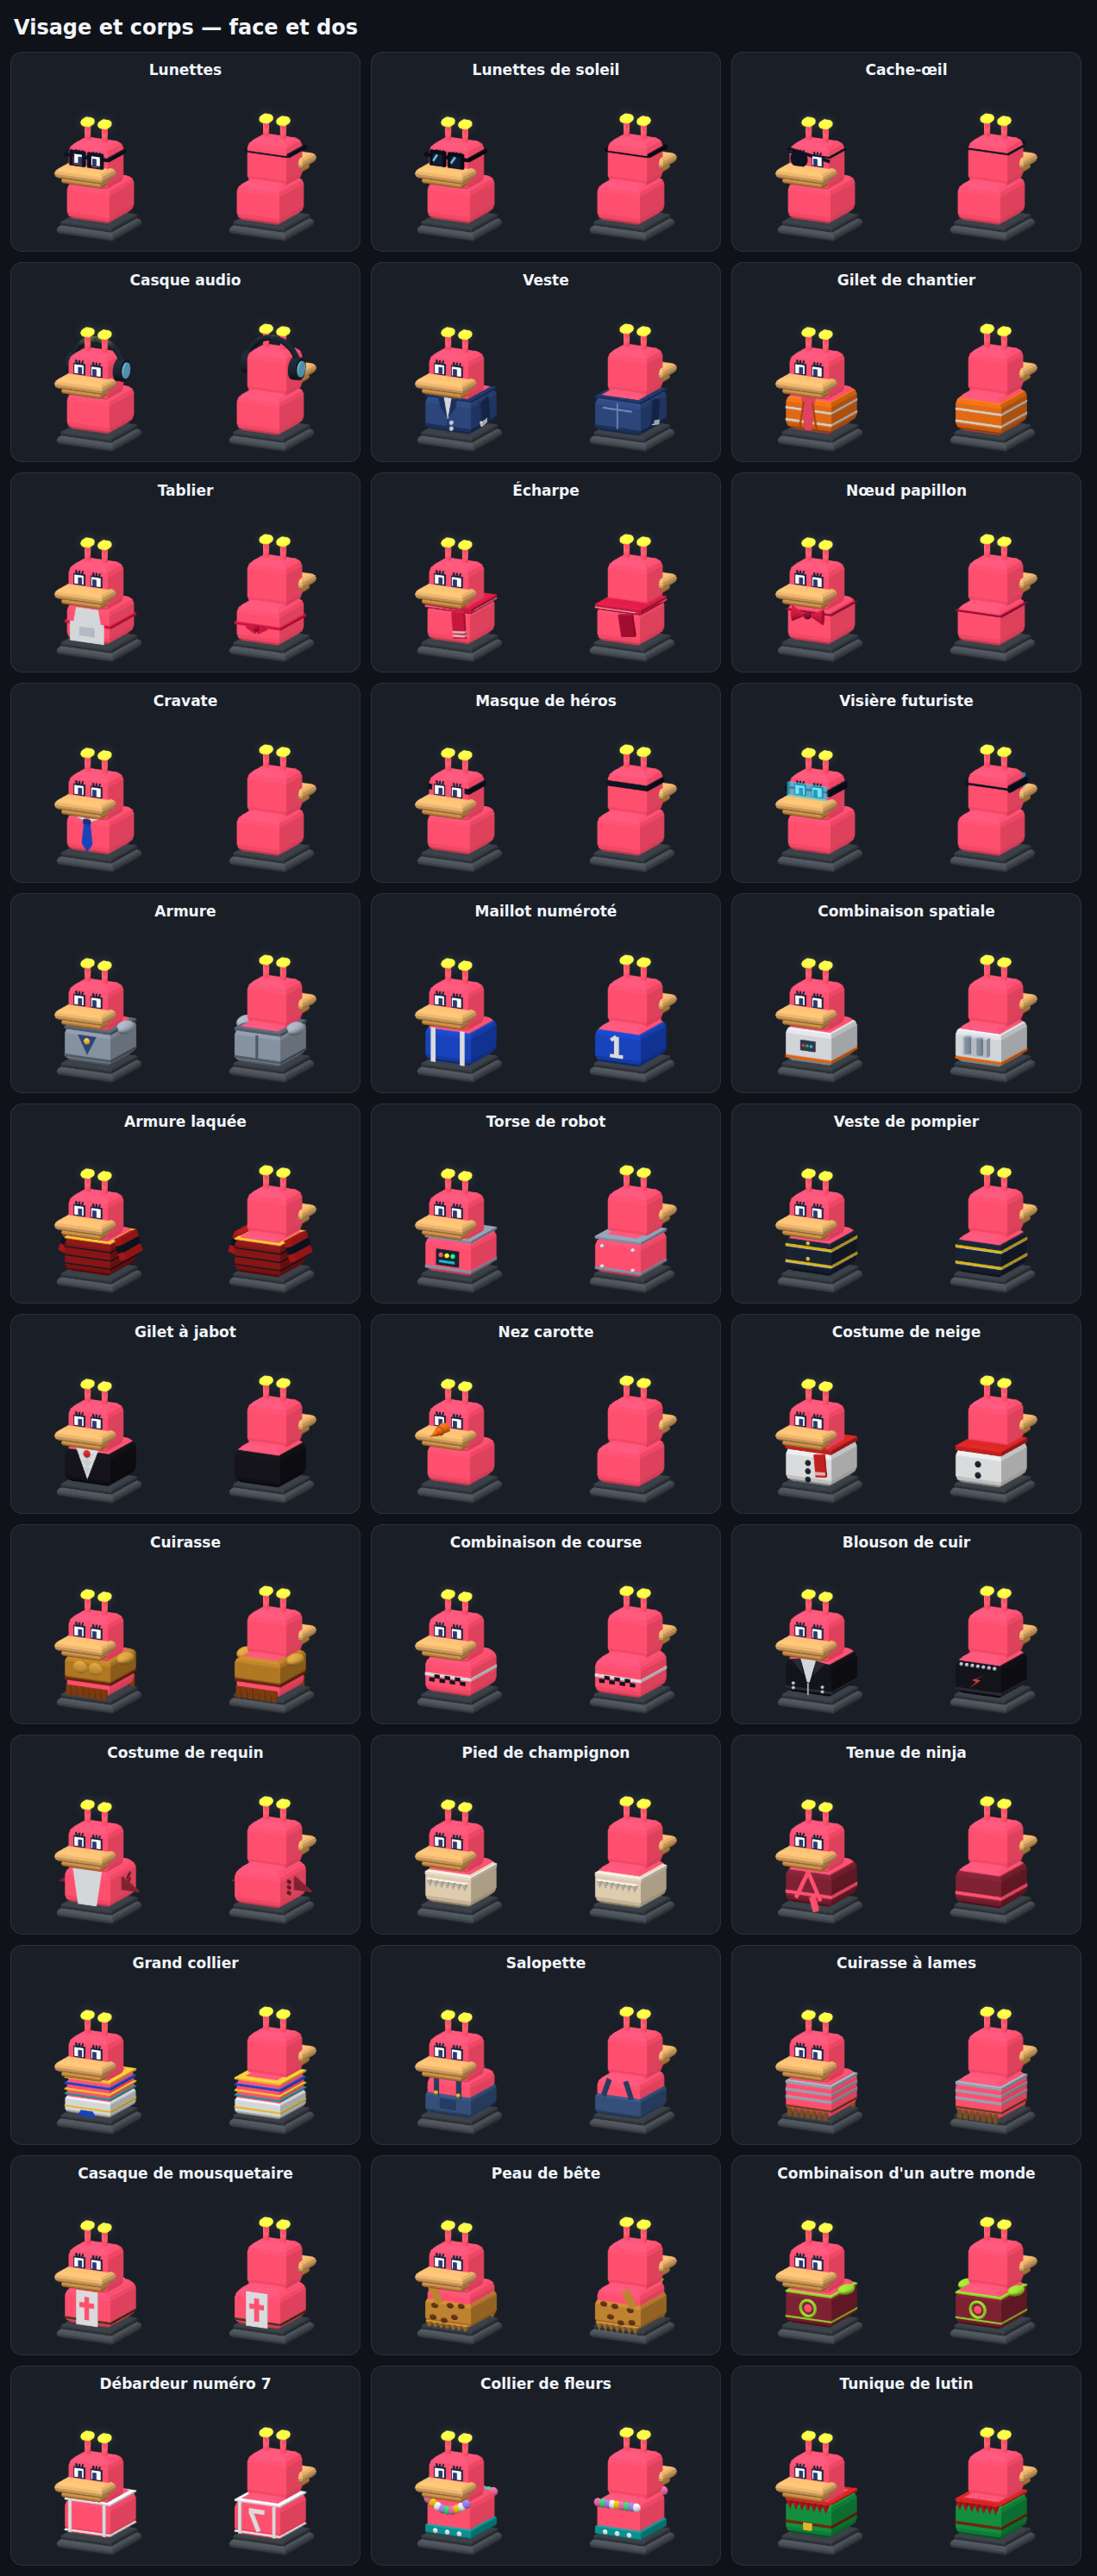 Visage et corps — face et dos
Lunettes
Lunettes de soleil
Cache-œil
Casque audio
Veste
Gilet de chantier
Tablier
Écharpe
Nœud papillon
Cravate
Masque de héros
Visière futuriste
Armure
Maillot numéroté
Combinaison spatiale
1
Armure laquée
Torse de robot
Veste de pompier
Gilet à jabot
Nez carotte
Costume de neige
Cuirasse
Combinaison de course
Blouson de cuir
Costume de requin
Pied de champignon
Tenue de ninja
Grand collier
Salopette
Cuirasse à lames
Casaque de mousquetaire
Peau de bête
Combinaison d'un autre monde
Débardeur numéro 7
Collier de fleurs
Tunique de lutin
7